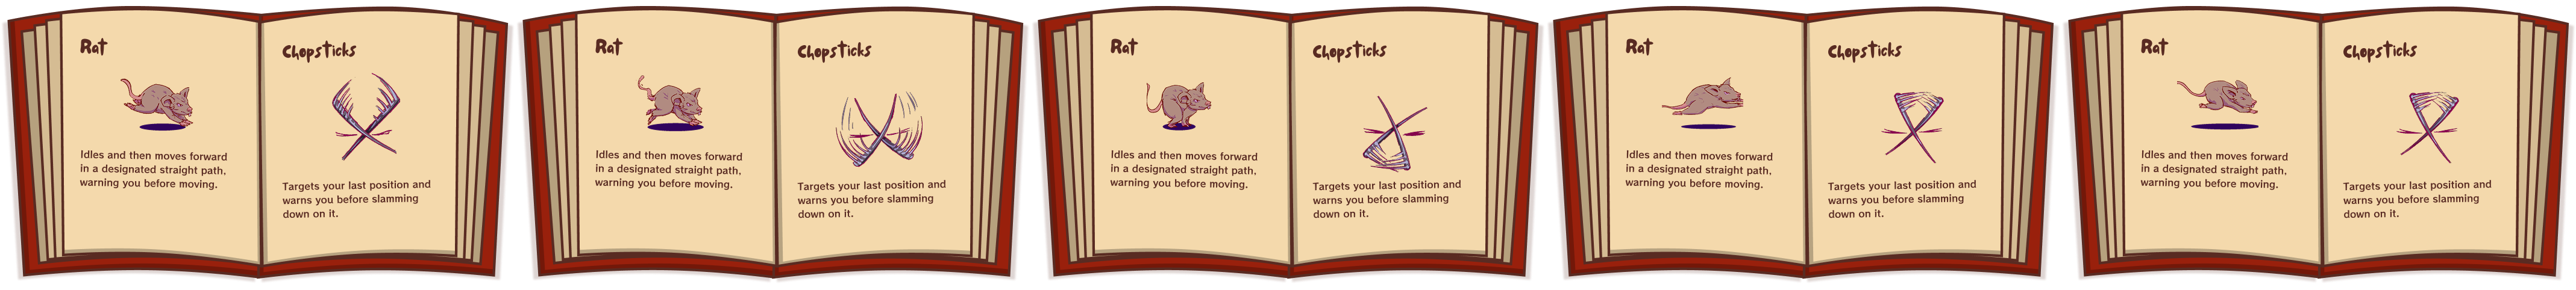 Rat
Idles and then moves forward
in a designated straight path,
warning you before moving.
Chopsticks
Targets your last position and
warns you before slamming
down on it.
Rat
Idles and then moves forward
in a designated straight path,
warning you before moving.
Chopsticks
Targets your last position and
warns you before slamming
down on it.
Rat
Idles and then moves forward
in a designated straight path,
warning you before moving.
Chopsticks
Targets your last position and
warns you before slamming
down on it.
Rat
Idles and then moves forward
in a designated straight path,
warning you before moving.
Chopsticks
Targets your last position and
warns you before slamming
down on it.
Rat
Idles and then moves forward
in a designated straight path,
warning you before moving.
Chopsticks
Targets your last position and
warns you before slamming
down on it.